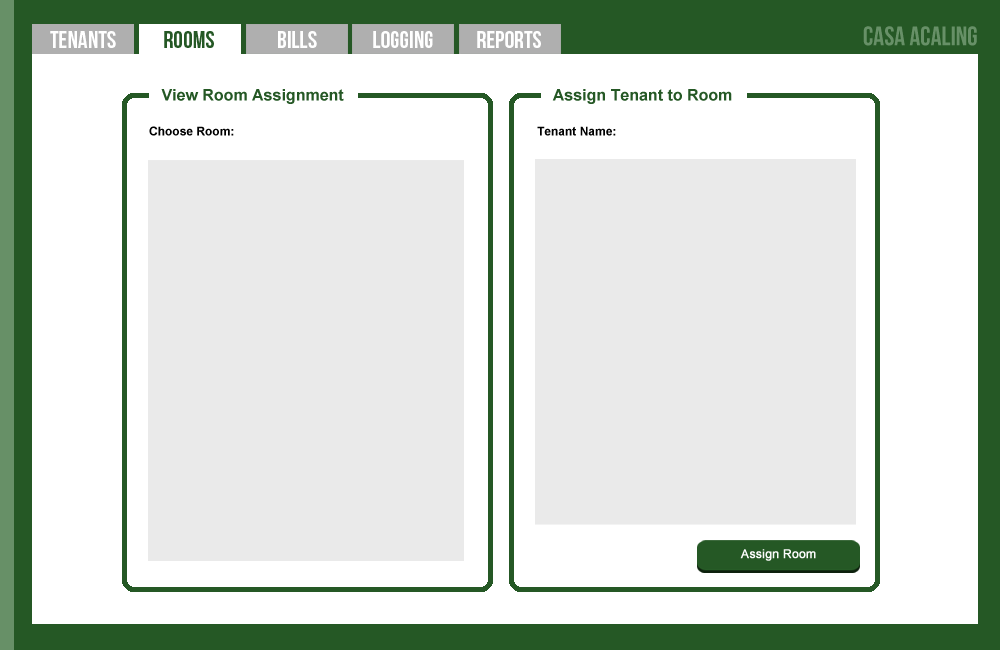 TENANTS
ROOMS
BILLS
LOGGING
REPORTS
CASA ACALING
View Room Assignment
Choose Room:
Assign Tenant to Room
Tenant Name:
Assign Room